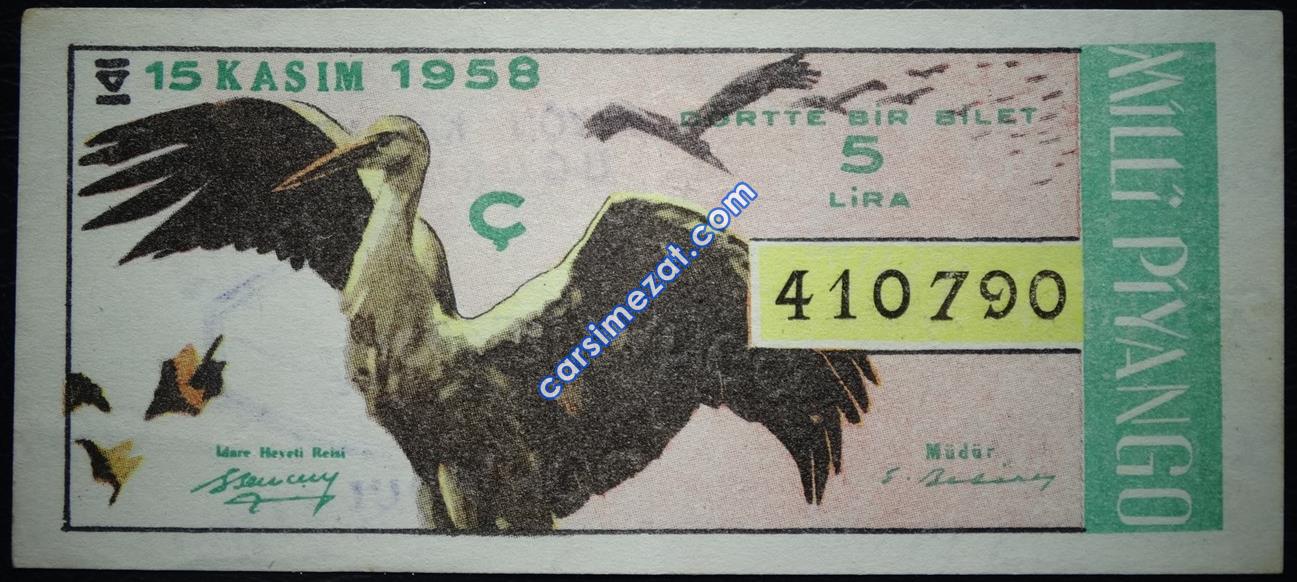 141 15 KASIM 1958
DÖRTTE BİR BİLET
5
LİRA
Ç
410790
MİLLİ PİYANGO
İdare Heyeti Reisi
Müdür
carsimezat.com